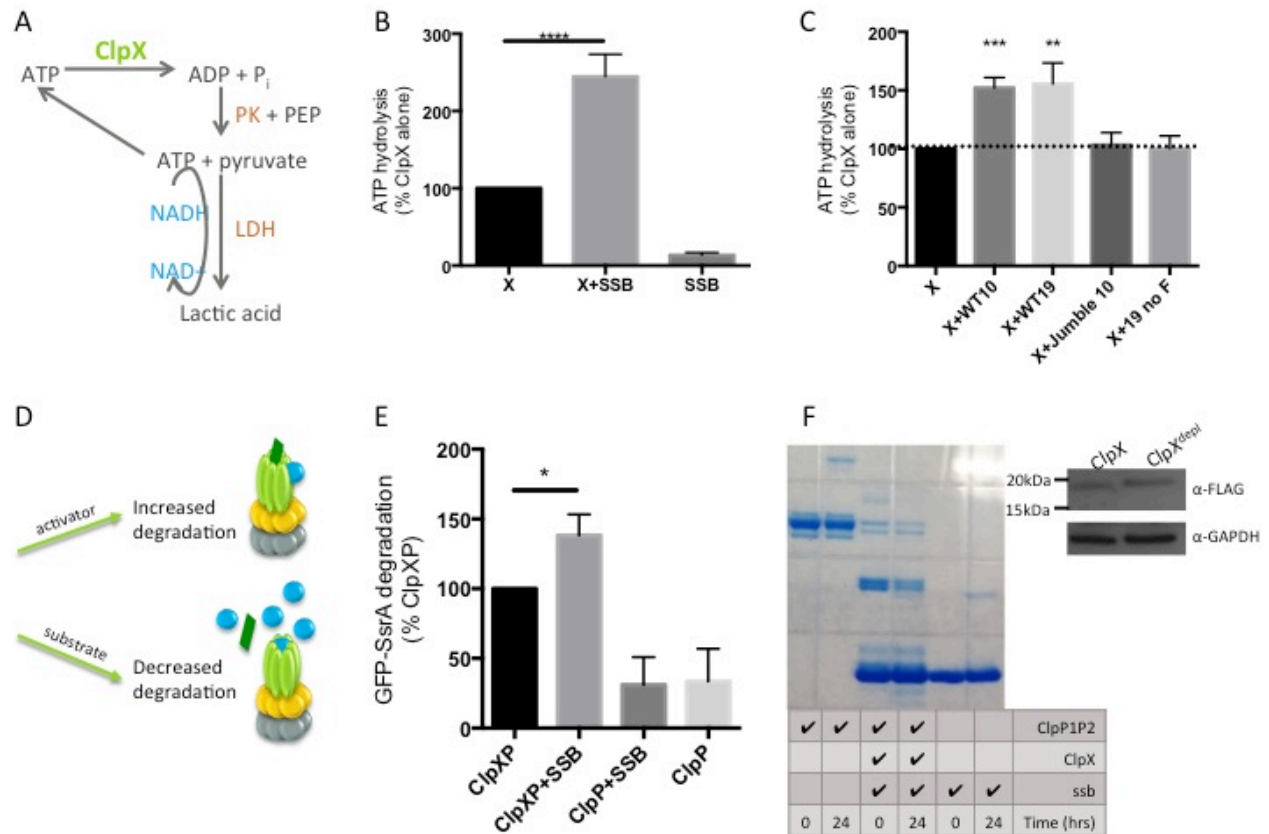 A
ClpX
ATP
ADP + Pi
PK + PEP
ATP + pyruvate
NADH
LDH
NAD+
Lactic acid
B
ATP hydrolysis
(% ClpX alone)
300
200
100
0
****
X
X+SSB
SSB
C
ATP hydrolysis
(% ClpX alone)
200
150
100
50
0
***
**
X
X+WT10
X+WT19
X+Jumble 10
X+19 no F
D
activator
Increased
degradation
substrate
Decreased
degradation
E
GFP-SsrA degradation
(% ClpXP)
200
150
100
50
0
*
ClpXP
ClpXP+SSB
ClpP+SSB
ClpP
F
ClpX
ClpXdepl
20kDa
15kDa
α-FLAG
α-GAPDH
✔ ✔ ✔ ✔ ClpP1P2
✔ ✔ ClpX
✔ ✔ ✔ ✔ ssb
0 24 0 24 0 24 Time (hrs)